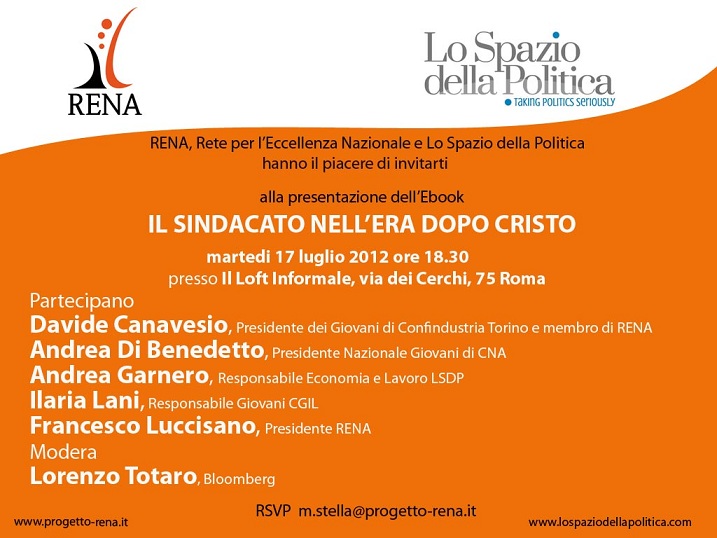 RENA
Lo Spazio
della Politica
TAKING POLITICS SERIOUSLY
RENA, Rete per l'Eccellenza Nazionale e Lo Spazio della Politica
hanno il piacere di invitarti
alla presentazione dell'Ebook
IL SINDACATO NELL'ERA DOPO CRISTO
martedi 17 luglio 2012 ore 18.30
presso Il Loft Informale, via dei Cerchi, 75 Roma
Partecipano
Davide Canavesio, Presidente dei Giovani di Confindustria Torino e membro di RENA
Andrea Di Benedetto, Presidente Nazionale Giovani di CNA
Andrea Garnero, Responsabile Economia e Lavoro LSDP
Ilaria Lani, Responsabile Giovani CGIL
Francesco Luccisano, Presidente RENA
Modera
Lorenzo Totaro, Bloomberg
RSVP m.stella@progetto-rena.it
www.progetto-rena.it
www.lospaziodellapolitica.com